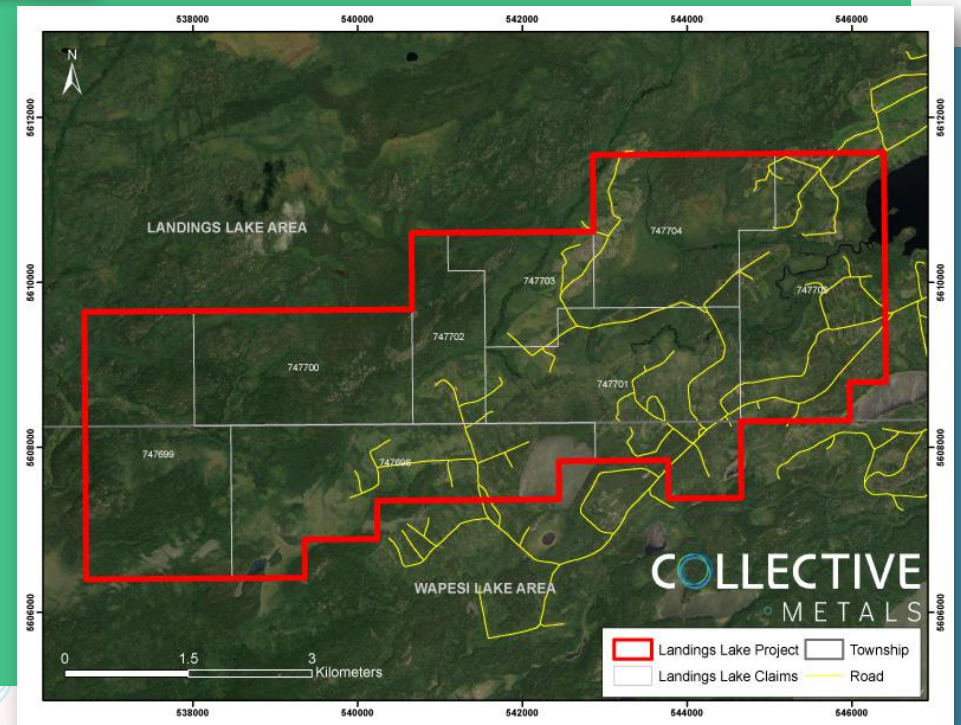 538000 540000 542000 544000 546000
N
5612000 5612000
LANDINGS LAKE AREA
747704
5610000 5610000
747703
747705
747702
747700
747701
5608000 5608000
747699
747698
WAPESI LAKE AREA
COLLECTIVE
METALS
5606000 5606000
Landings Lake Project Township
Landings Lake Claims Road
0 1.5 3
Kilometers
538000 540000 542000 544000 546000